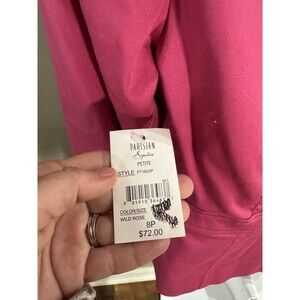 PARISIAN
Signature
PETITE
STYLE
COLOR/SIZE
WILD ROSE
8P
$72.00